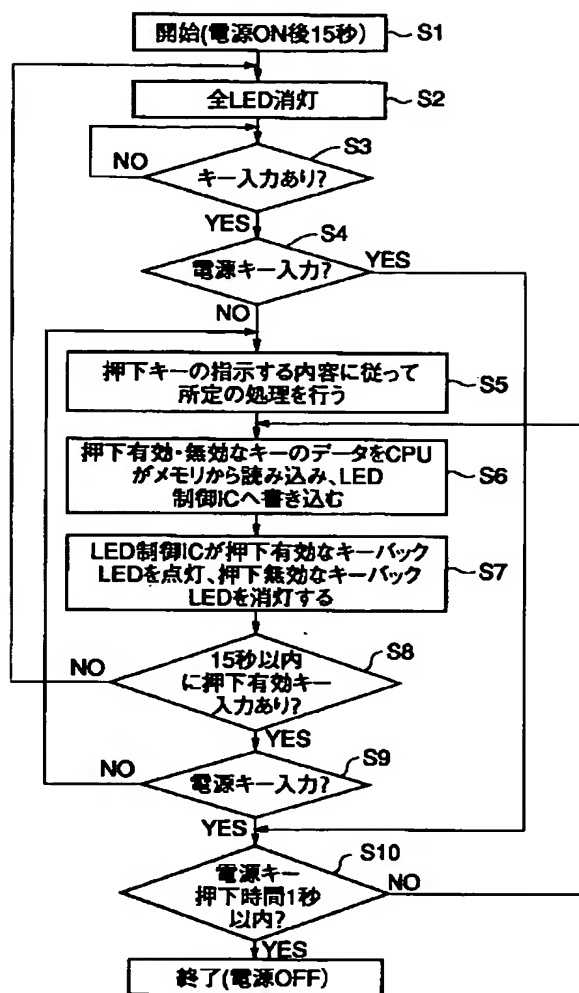 開始(電源ON後15秒)
S1
全LED消灯
S2
S3
NO
キー入力あり?
YES
S4
電源キー入力?
YES
NO
押下キーの指示する内容に従って
所定の処理を行う
S5
押下有効・無効なキーのデータをCPU
がメモリから読み込み、LED
制御ICへ書き込む
S6
LED制御ICが押下有効なキーバック
LEDを点灯、押下無効なキーバック
LEDを消灯する
S7
S8
NO
15秒以内
に押下有効キー
入力あり?
YES
S9
NO
電源キー入力?
YES
S10
電源キー
押下時間1秒
以内?
NO
YES
終了(電源OFF)